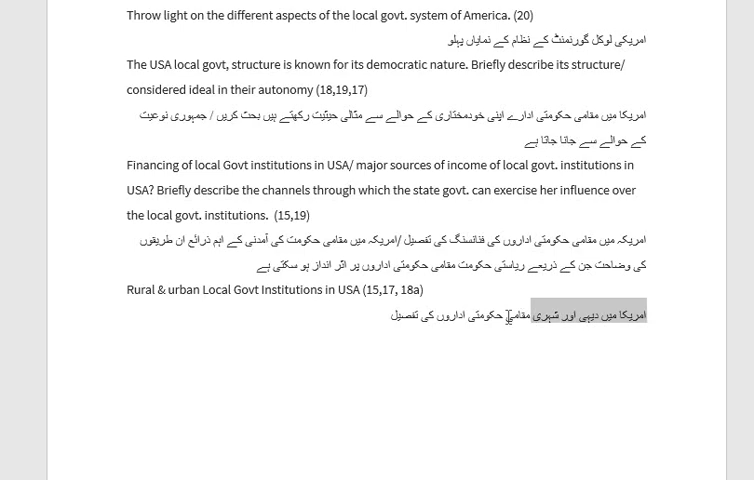 Throw light on the different aspects of the local govt. system of America. (20)
امریکی لوکل گورنمنٹ کے نظام کے نمایاں پہلو
The USA local govt, structure is known for its democratic nature. Briefly describe its structure/
considered ideal in their autonomy (18,19,17)
امریکا میں مقامی حکومتی ادارے اپنی خودمختاری کے حوالے سے مثالی حیثیت رکھتے ہیں بحث کریں / جمہوری نوعیت
کے حوالے سے جانا جاتا ہے
Financing of local Govt institutions in USA/ major sources of income of local govt. institutions in
USA? Briefly describe the channels through which the state govt. can exercise her influence over
the local govt. institutions.  (15,19)
امریکہ میں مقامی حکومتی اداروں کی فنانسنگ کی تفصیل /امریکہ میں مقامی حکومت کی آمدنی کے اہم ذرائع ان طریقوں
کی وضاحت جن کے ذریعے ریاستی حکومت مقامی حکومتی اداروں پر اثر انداز ہو سکتی ہے
Rural & urban Local Govt Institutions in USA (15,17, 18a)
امریکا میں دیہی اور شہری مقامی حکومتی اداروں کی تفصیل